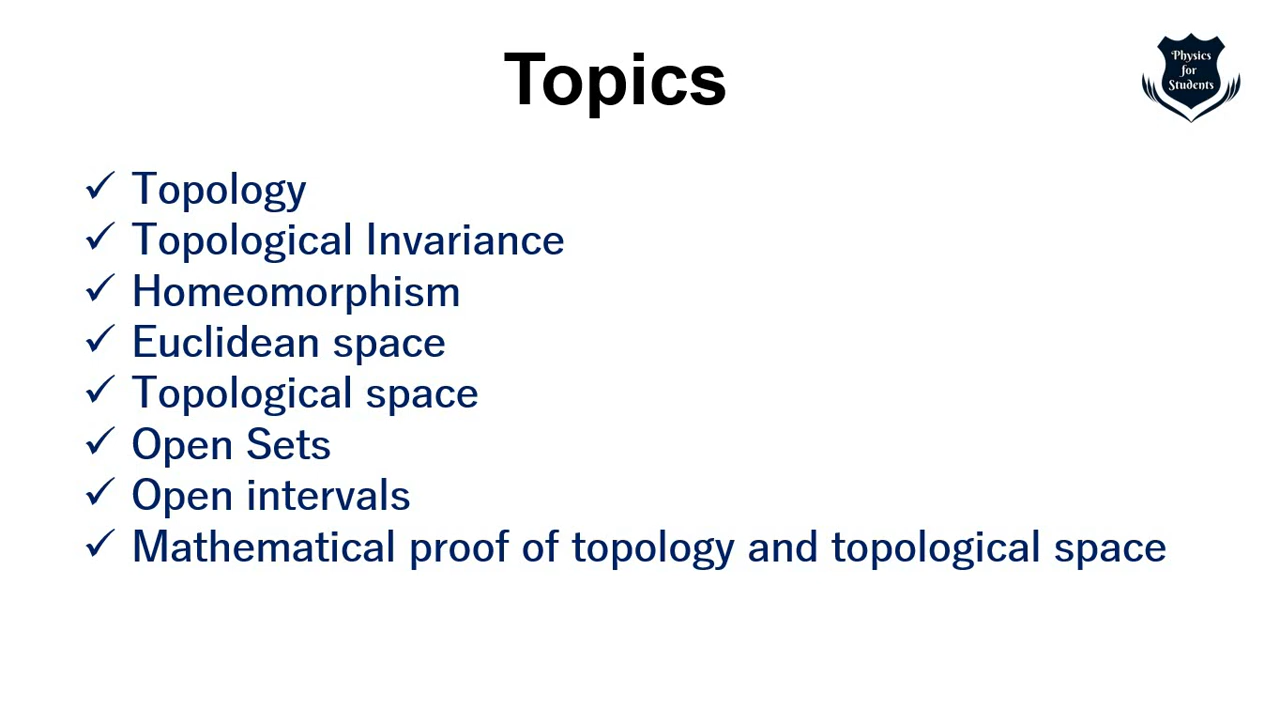 Topics
Physics
for
Students
✓ Topology
✓ Topological Invariance
✓ Homeomorphism
✓ Euclidean space
✓ Topological space
✓ Open Sets
✓ Open intervals
✓ Mathematical proof of topology and topological space